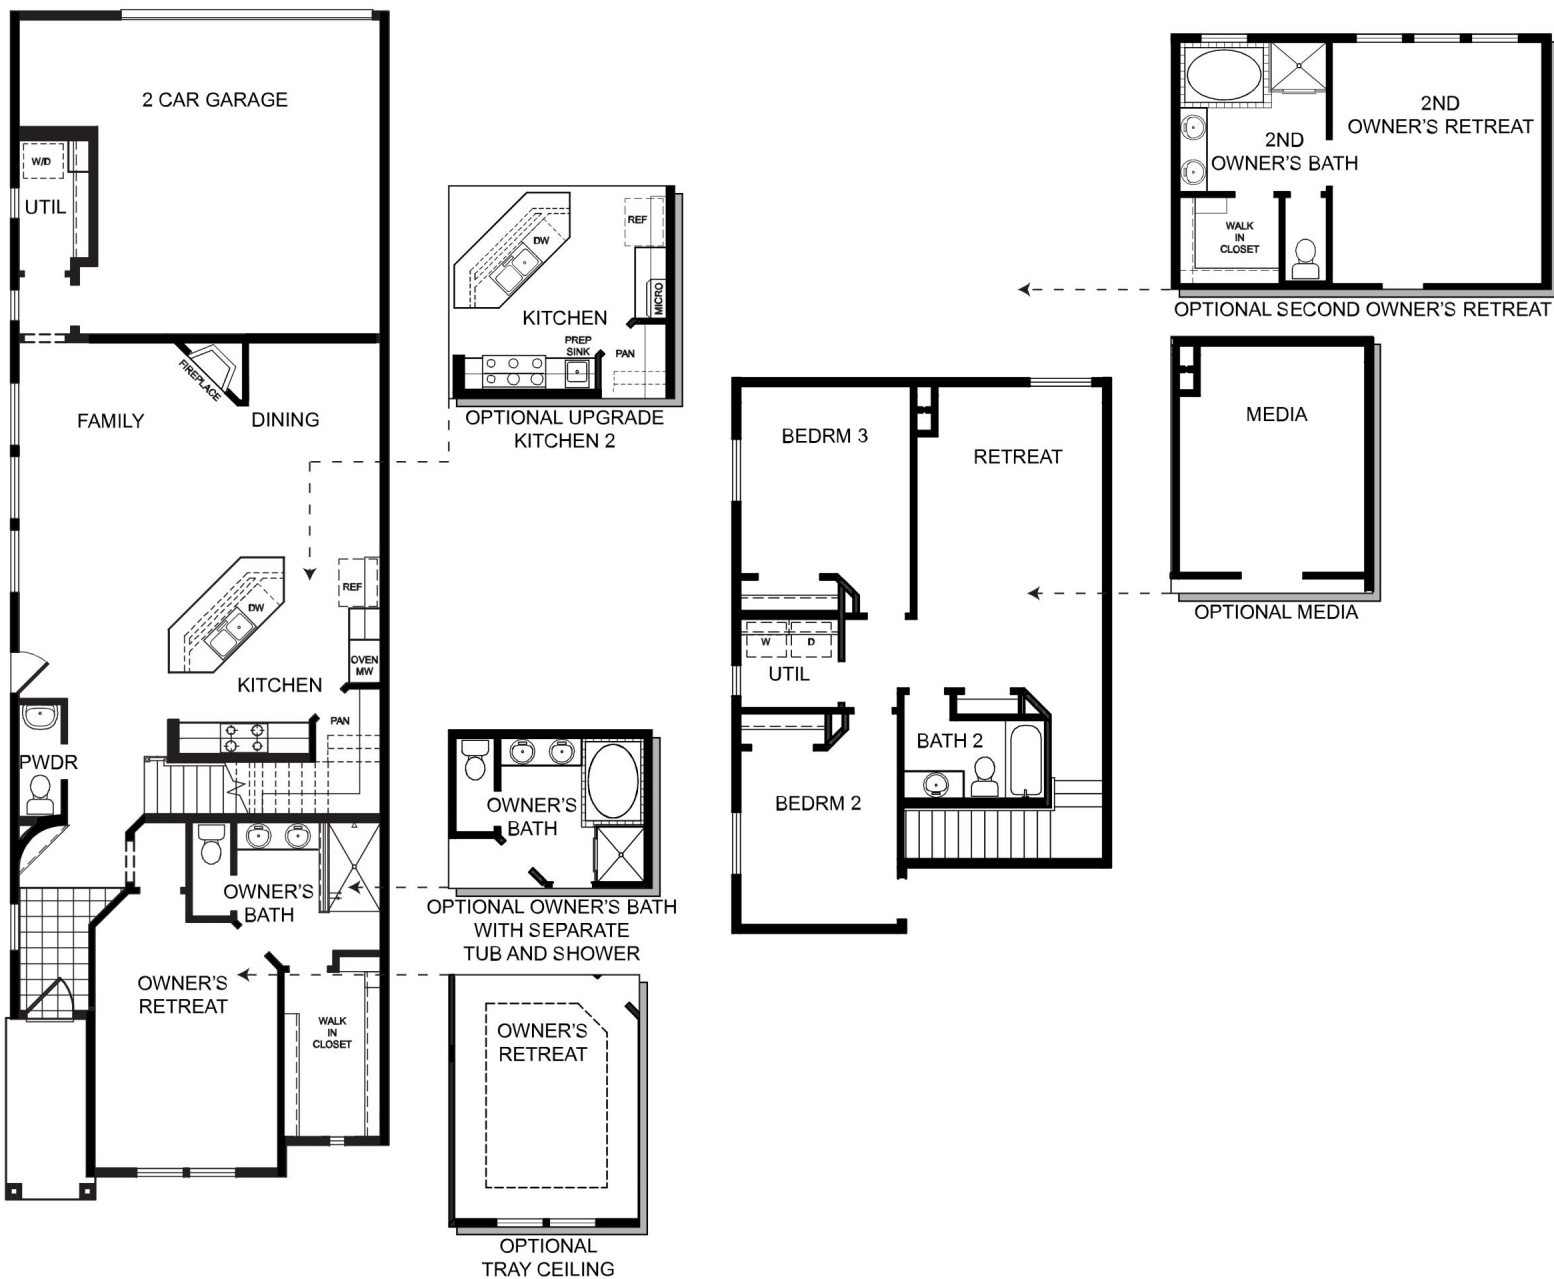 2 CAR GARAGE
W/D
UTIL
FIREPLACE
FAMILY
DINING
REF
DW
OVEN
MW
KITCHEN
PAN
PWDR
OWNER'S
BATH
OWNER'S
RETREAT
WALK
IN
CLOSET
REF
DW
MICRO
KITCHEN
PREP
SINK
PAN
OPTIONAL UPGRADE
KITCHEN 2
OWNER'S
BATH
OPTIONAL OWNER'S BATH
WITH SEPARATE
TUB AND SHOWER
OWNER'S
RETREAT
OPTIONAL
TRAY CEILING
BEDRM 3
RETREAT
W
D
UTIL
BATH 2
BEDRM 2
2ND
OWNER'S RETREAT
2ND
OWNER'S BATH
WALK
IN
CLOSET
OPTIONAL SECOND OWNER'S RETREAT
MEDIA
OPTIONAL MEDIA